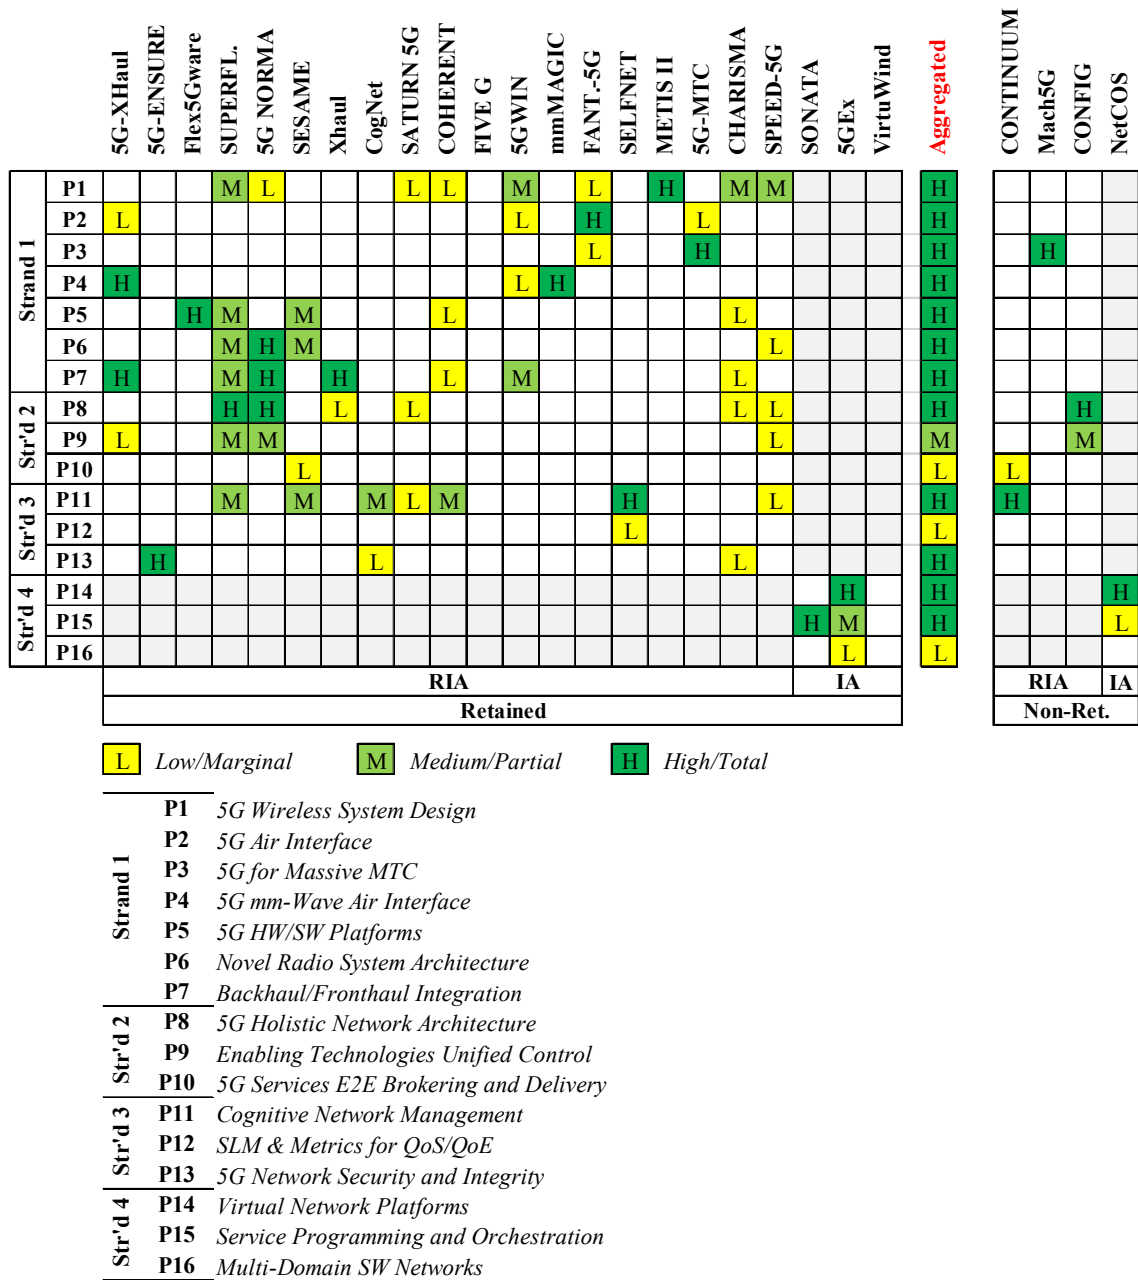 5G-XHaul 5G-ENSURE Flex5Gware SUPERFL. 5G NORMA SESAME Xhaul CogNet SATURN 5G COHERENT FIVE G 5GWIN mmMAGIC FANT.-5G SELFNET METIS II 5G-MTC CHARISMA SPEED-5G SONATA 5GEx VirtuWind Aggregated CONTINUUM Mach5G CONFIG NetCOS
Strand 1
P1 M L L L M L H M M H
P2 L L H L H
P3 L H H H
P4 H L H H
P5 H M M L L H
P6 M H M L H
P7 H M H H L M L H
Str'd 2
P8 H H L L L L H H
P9 L M M L M M
P10 L L L
Str'd 3
P11 M M M L M H L H H
P12 L L
P13 H L L H
Str'd 4
P14 H H H
P15 H M H L
P16 L L
RIA IA RIA IA
Retained Non-Ret.
L Low/Marginal M Medium/Partial H High/Total
Strand 1
P1 5G Wireless System Design
P2 5G Air Interface
P3 5G for Massive MTC
P4 5G mm-Wave Air Interface
P5 5G HW/SW Platforms
P6 Novel Radio System Architecture
P7 Backhaul/Fronthaul Integration
Str'd 2
P8 5G Holistic Network Architecture
P9 Enabling Technologies Unified Control
P10 5G Services E2E Brokering and Delivery
Str'd 3
P11 Cognitive Network Management
P12 SLM & Metrics for QoS/QoE
P13 5G Network Security and Integrity
Str'd 4
P14 Virtual Network Platforms
P15 Service Programming and Orchestration
P16 Multi-Domain SW Networks